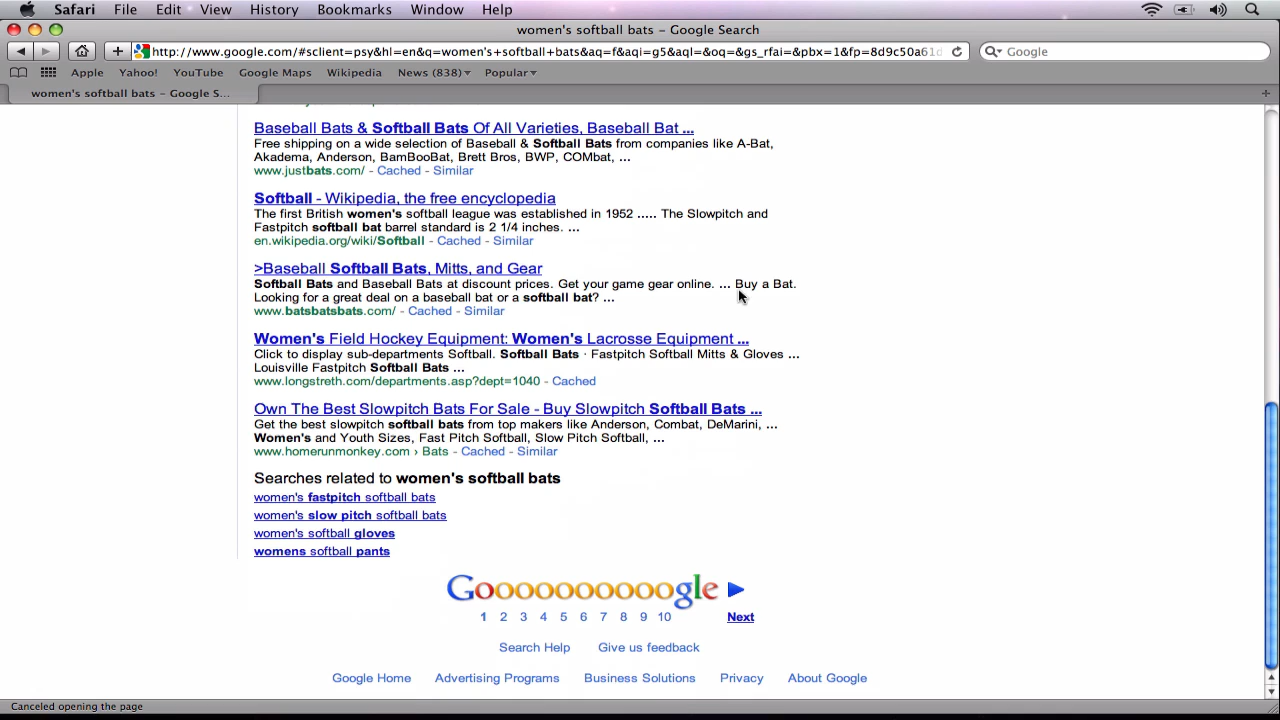 Safari File Edit View History Bookmarks Window Help
women's softball bats – Google Search
http://www.google.com/#sclient=psy&hl=en&q=women's+softball+bats&aq=f&aqi=g5&aql=&oq=&gs_rfai=&pbx=1&fp=8d9c50a61d
Google
Apple Yahoo! YouTube Google Maps Wikipedia News (838)▾ Popular▾
women's softball bats – Google S...
Baseball Bats & Softball Bats Of All Varieties, Baseball Bat ...
Free shipping on a wide selection of Baseball & Softball Bats from companies like A-Bat,
Akadema, Anderson, BamBooBat, Brett Bros, BWP, COMbat, ...
www.justbats.com/ - Cached - Similar
Softball - Wikipedia, the free encyclopedia
The first British women's softball league was established in 1952 ..... The Slowpitch and
Fastpitch softball bat barrel standard is 2 1/4 inches. ...
en.wikipedia.org/wiki/Softball - Cached - Similar
>Baseball Softball Bats, Mitts, and Gear
Softball Bats and Baseball Bats at discount prices. Get your game gear online. ... Buy a Bat.
Looking for a great deal on a baseball bat or a softball bat? ...
www.batsbatsbats.com/ - Cached - Similar
Women's Field Hockey Equipment: Women's Lacrosse Equipment ...
Click to display sub-departments Softball. Softball Bats · Fastpitch Softball Mitts & Gloves ...
Louisville Fastpitch Softball Bats ...
www.longstreth.com/departments.asp?dept=1040 - Cached
Own The Best Slowpitch Bats For Sale - Buy Slowpitch Softball Bats ...
Get the best slowpitch softball bats from top makers like Anderson, Combat, DeMarini, ...
Women's and Youth Sizes, Fast Pitch Softball, Slow Pitch Softball, ...
www.homerunmonkey.com › Bats - Cached - Similar
Searches related to women's softball bats
women's fastpitch softball bats
women's slow pitch softball bats
women's softball gloves
womens softball pants
Goooooooooogle
1 2 3 4 5 6 7 8 9 10 Next
Search Help Give us feedback
Google Home Advertising Programs Business Solutions Privacy About Google
Canceled opening the page